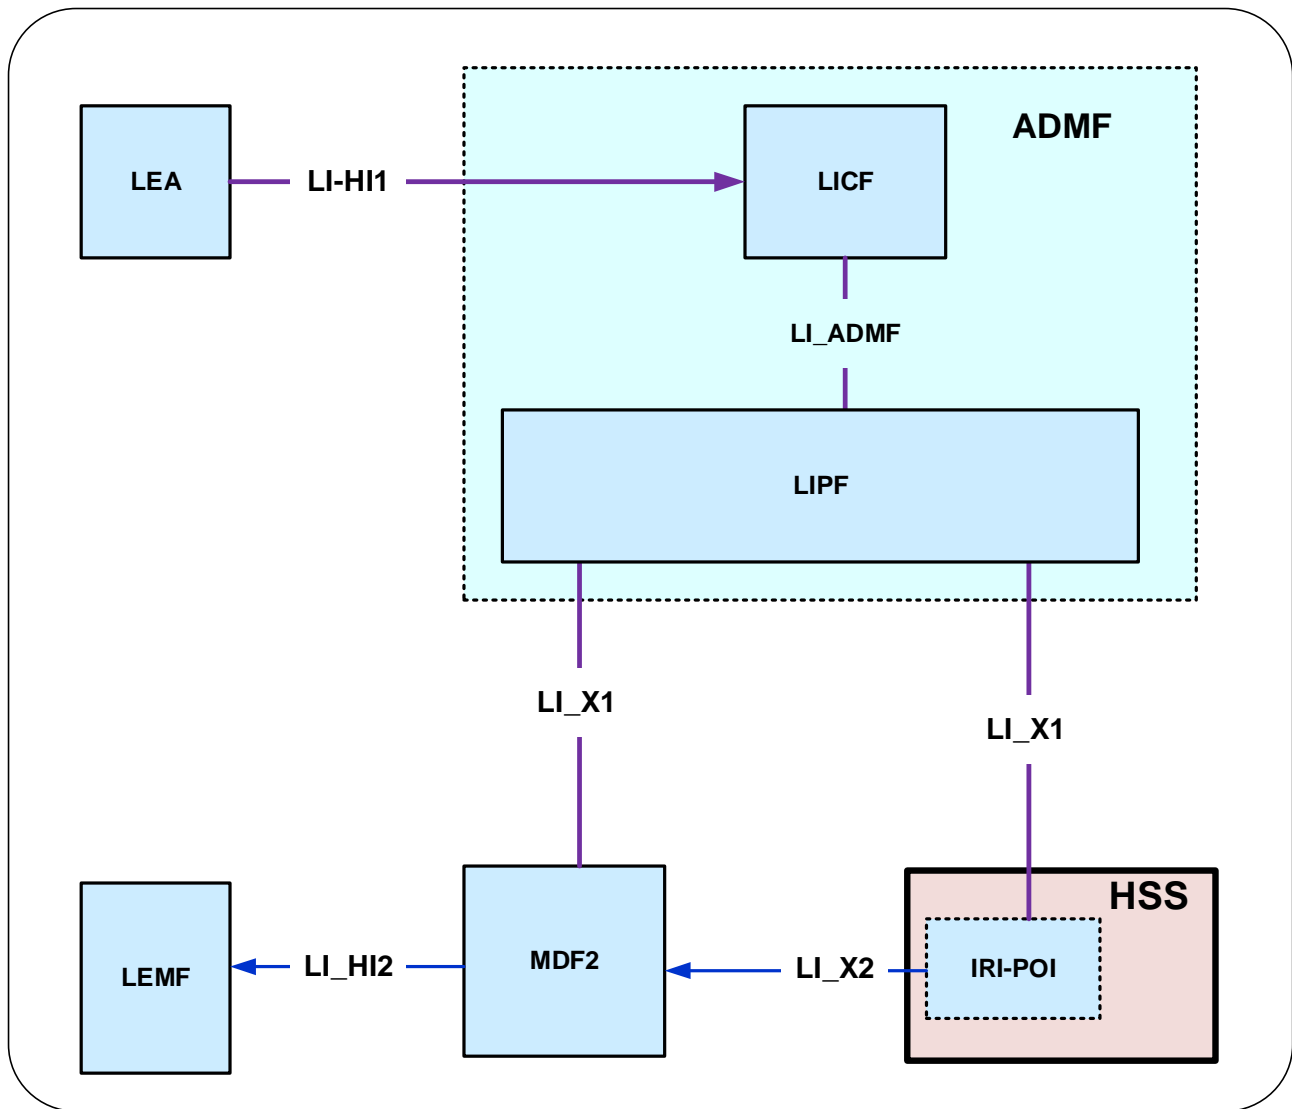 ADMF
LEA
LI-HI1
LICF
LI_ADMF
LIPF
LI_X1
LI_X1
HSS
LEMF
LI_HI2
MDF2
LI_X2
IRI-POI